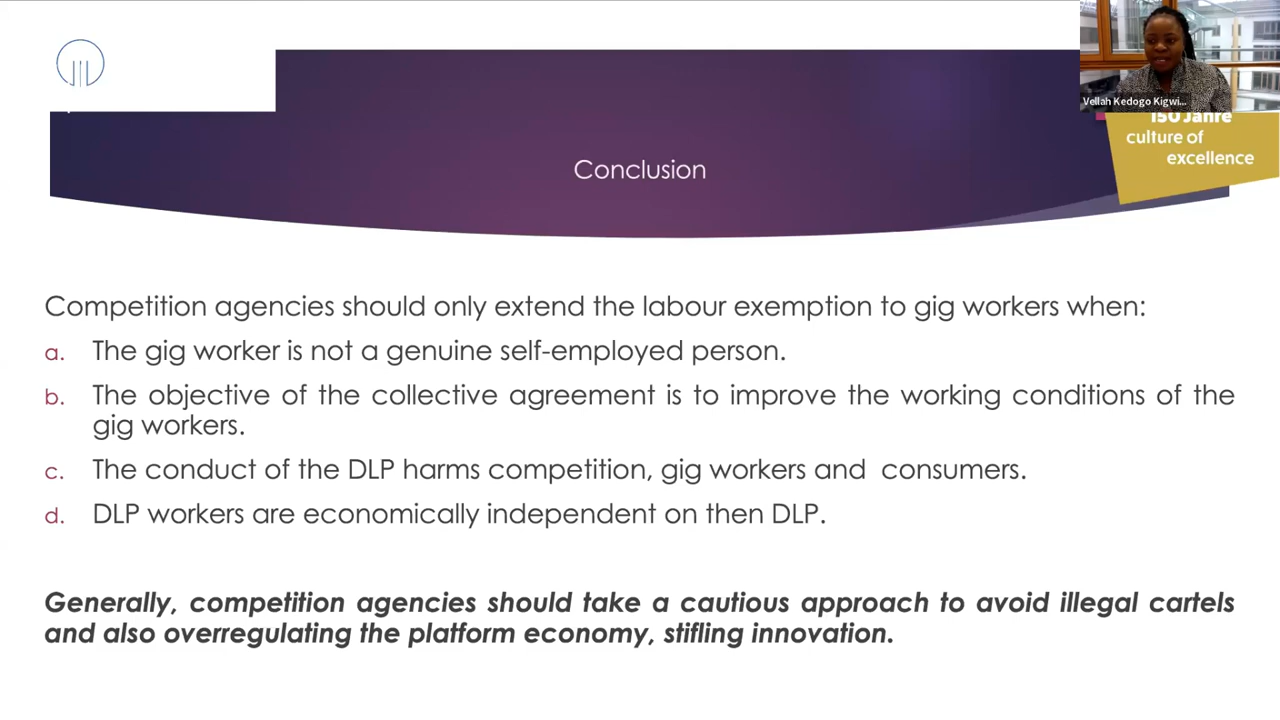 Vellah Kedogo Kigwi...
150 Jahre
culture of
excellence
Conclusion
Competition agencies should only extend the labour exemption to gig workers when:
a. The gig worker is not a genuine self-employed person.
b. The objective of the collective agreement is to improve the working conditions of the
gig workers.
c. The conduct of the DLP harms competition, gig workers and consumers.
d. DLP workers are economically independent on then DLP.
Generally, competition agencies should take a cautious approach to avoid illegal cartels
and also overregulating the platform economy, stifling innovation.